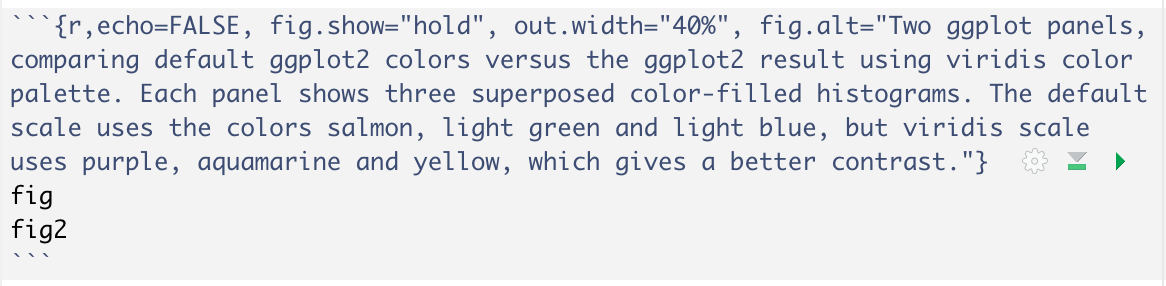 ```{r,echo=FALSE, fig.show="hold", out.width="40%", fig.alt="Two ggplot panels,
comparing default ggplot2 colors versus the ggplot2 result using viridis color
palette. Each panel shows three superposed color-filled histograms. The default
scale uses the colors salmon, light green and light blue, but viridis scale
uses purple, aquamarine and yellow, which gives a better contrast."}
fig
fig2
```